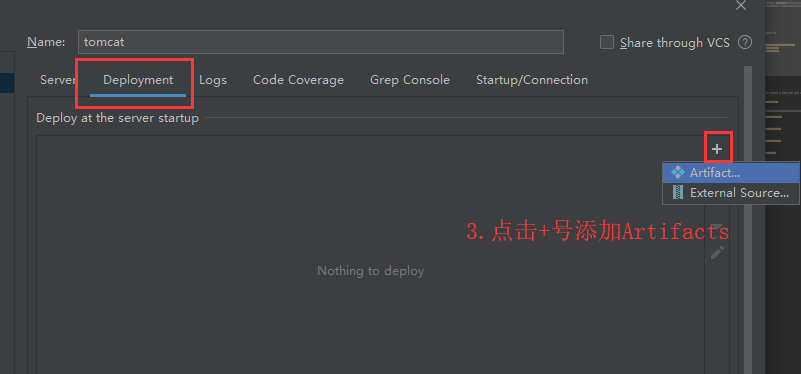 Name: tomcat Share through VCS ?
Server Deployment Logs Code Coverage Grep Console Startup/Connection
Deploy at the server startup
+
Artifact...
External Source...
3.点击+号添加Artifacts
Nothing to deploy